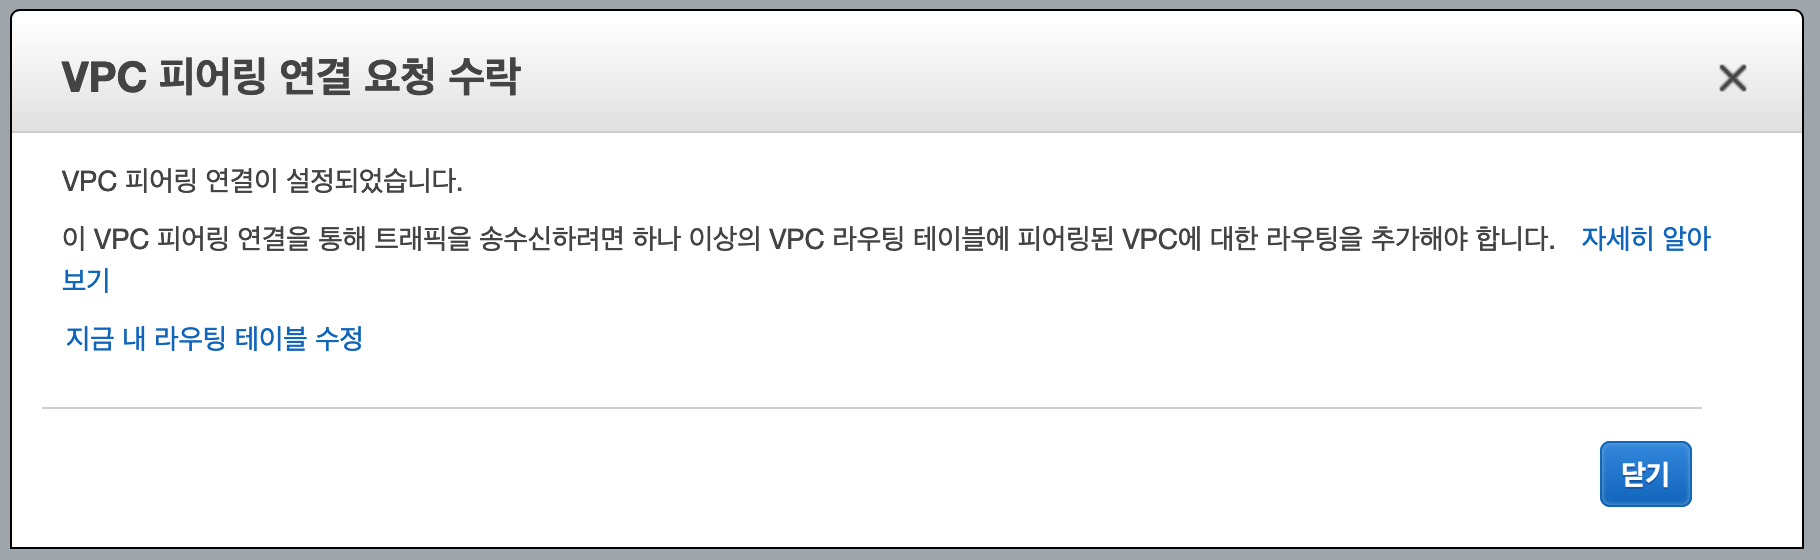 VPC 피어링 연결 요청 수락
VPC 피어링 연결이 설정되었습니다.
이 VPC 피어링 연결을 통해 트래픽을 송수신하려면 하나 이상의 VPC 라우팅 테이블에 피어링된 VPC에 대한 라우팅을 추가해야 합니다. 자세히 알아
보기
지금 내 라우팅 테이블 수정
닫기